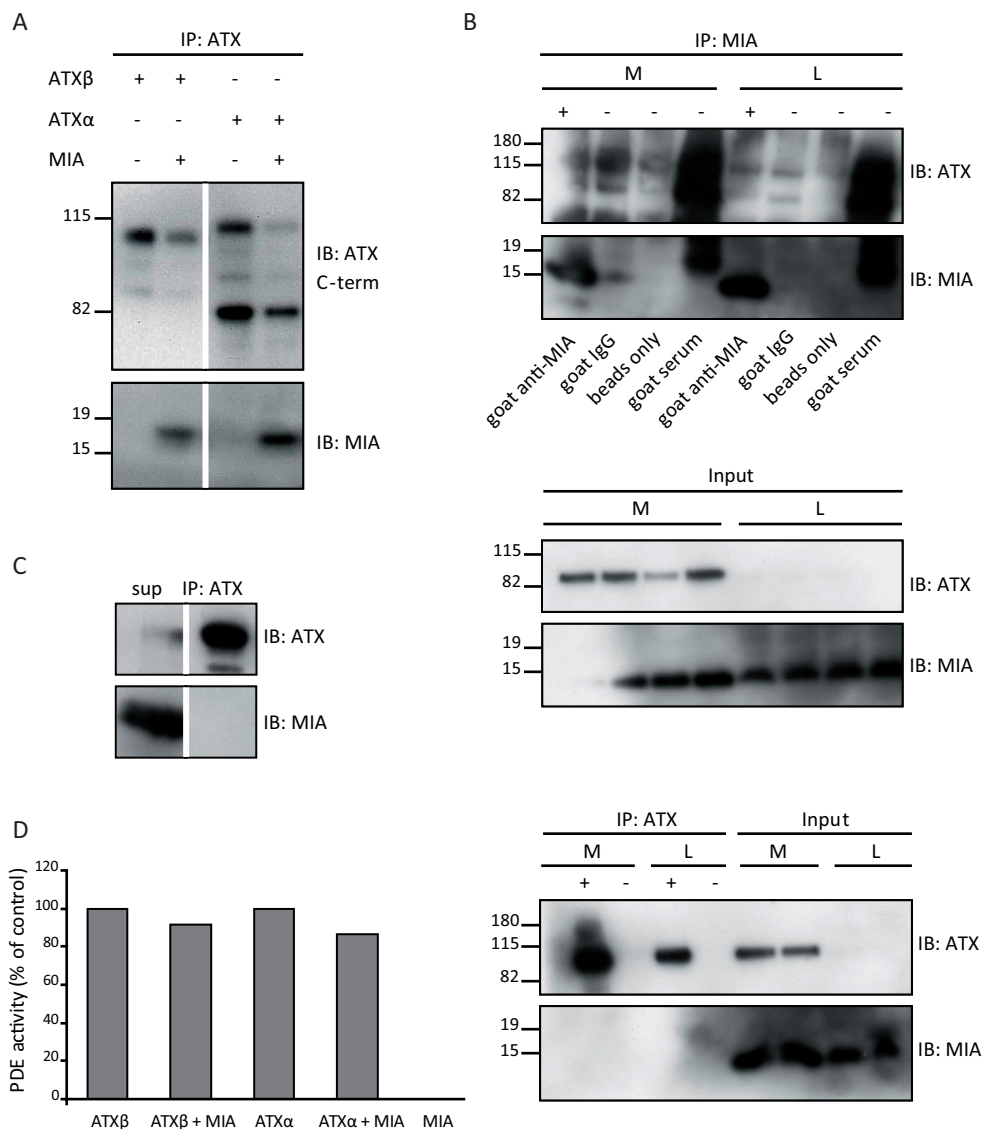 A
IP: ATX
ATXβ + + - -
ATXα - - + +
MIA - + - +
115
82
IB: ATX
C-term
19
15
IB: MIA
B
IP: MIA
M L
+ - - - + - - -
180
115
82
IB: ATX
19
15
IB: MIA
goat anti-MIA
goat IgG
beads only
goat serum
goat anti-MIA
goat IgG
beads only
goat serum
Input
M L
115
82
IB: ATX
19
15
IB: MIA
IP: ATX Input
M L M L
+ - + -
180
115
82
IB: ATX
19
15
IB: MIA
C
sup IP: ATX
IB: ATX
IB: MIA
D
PDE activity (% of control)
120
100
80
60
40
20
0
ATXβ ATXβ + MIA ATXα ATXα + MIA MIA